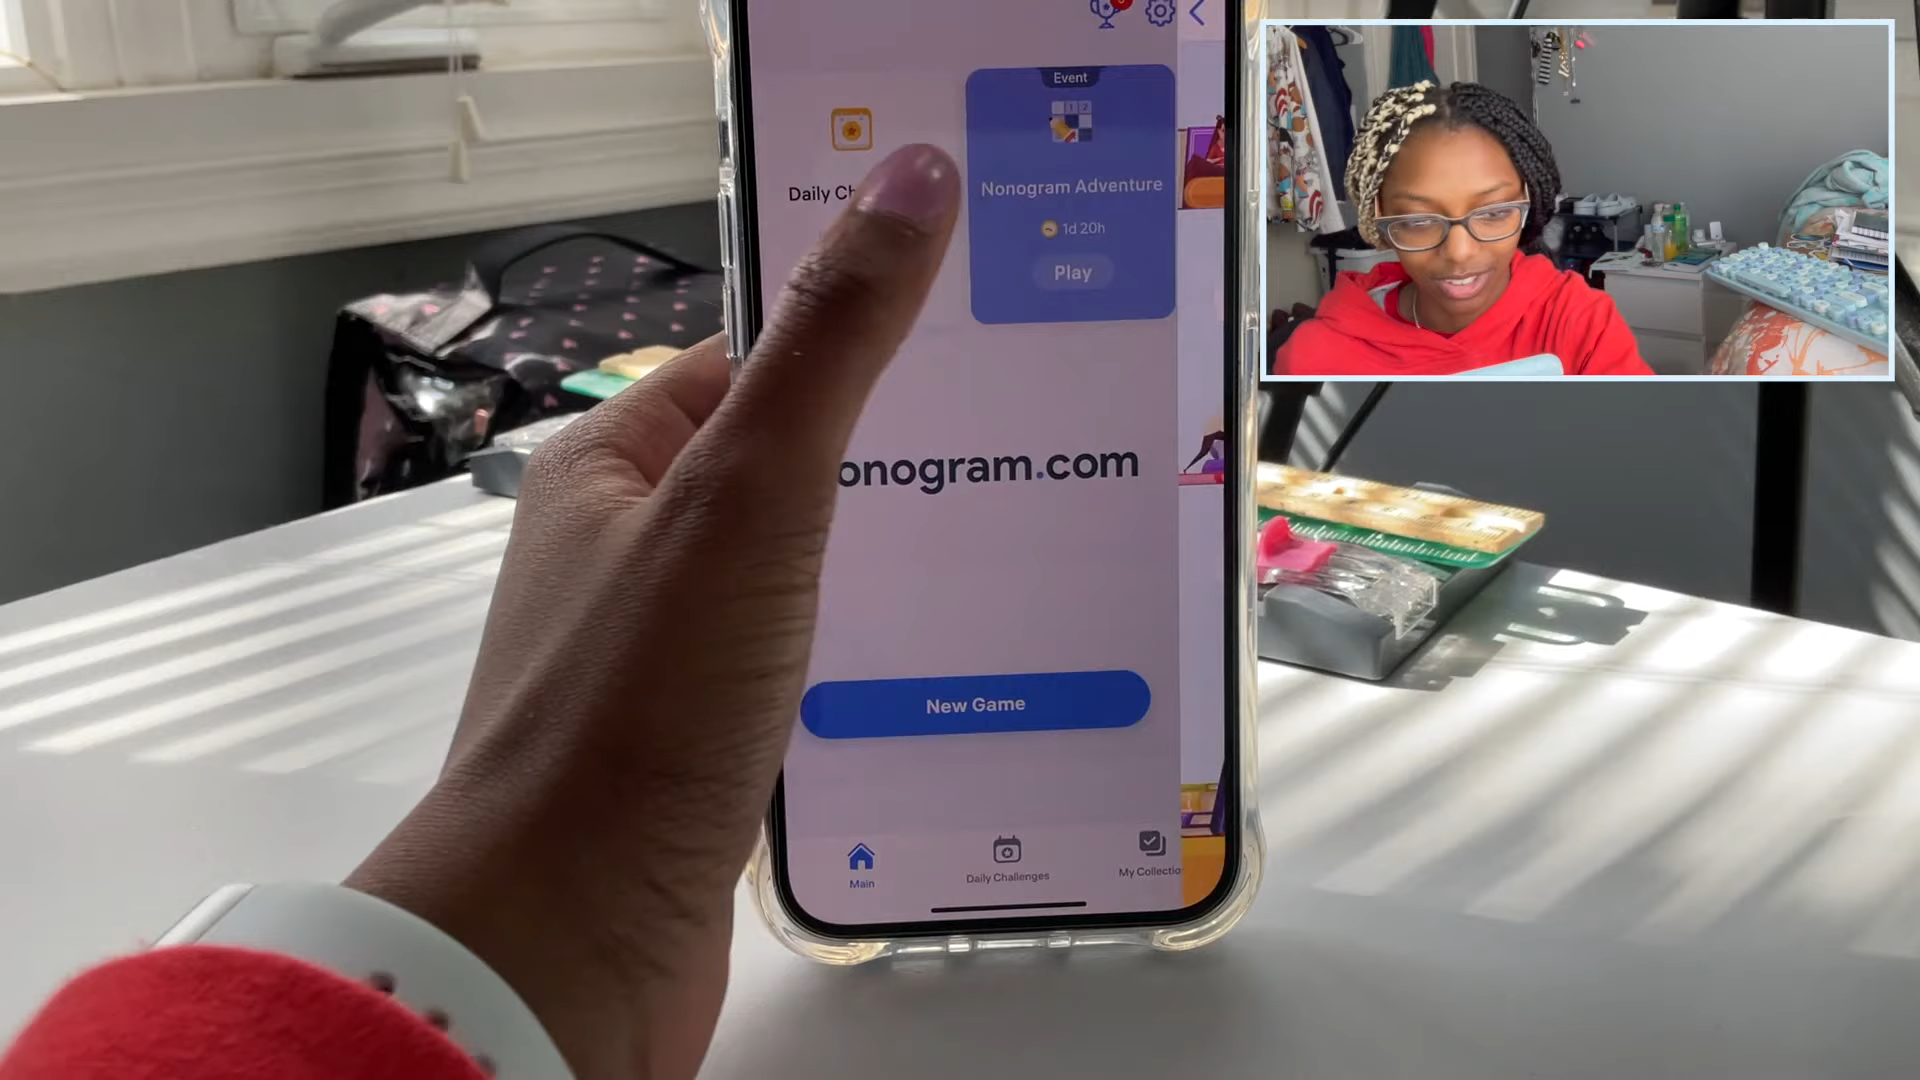 Event
Daily Ch
Nonogram Adventure
1d 20h
Play
onogram.com
New Game
Main
Daily Challenges
My Collectio